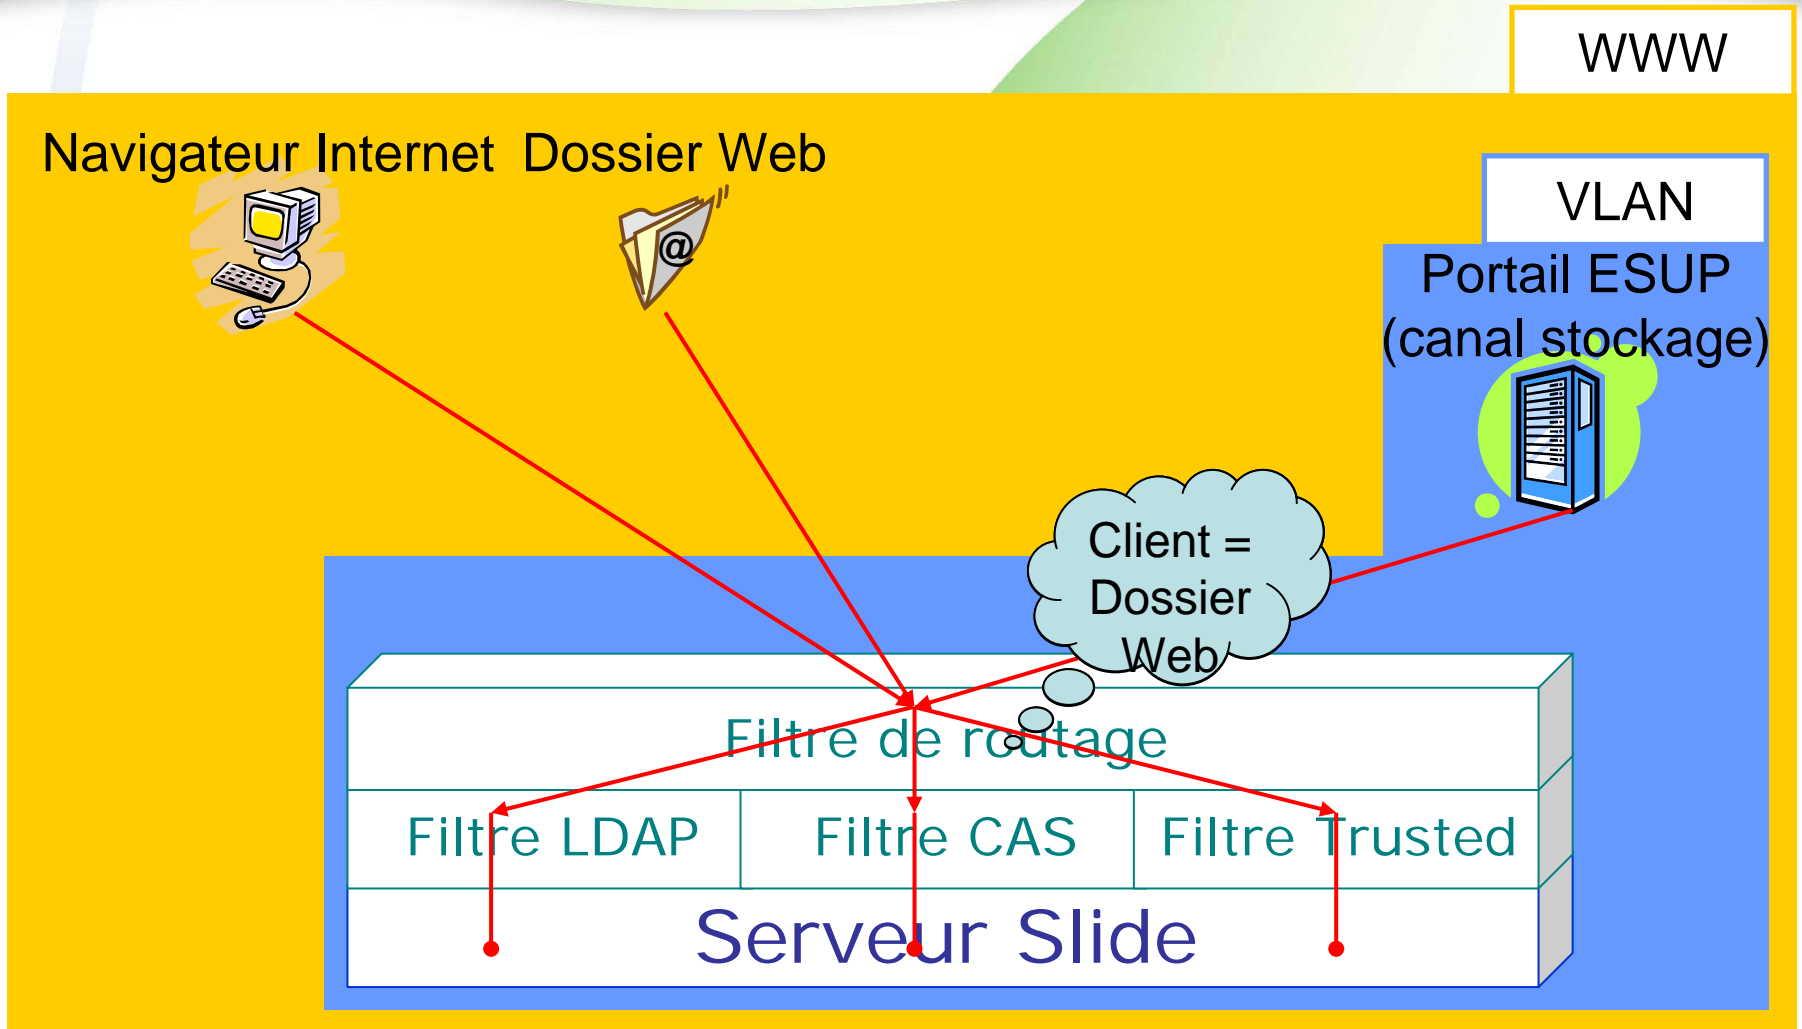 WWW
Navigateur Internet
Dossier Web
VLAN
Portail ESUP
(canal stockage)
@
Client =
Dossier
Web
Filtre de routage
Filtre LDAP
Filtre CAS
Filtre Trusted
Serveur Slide